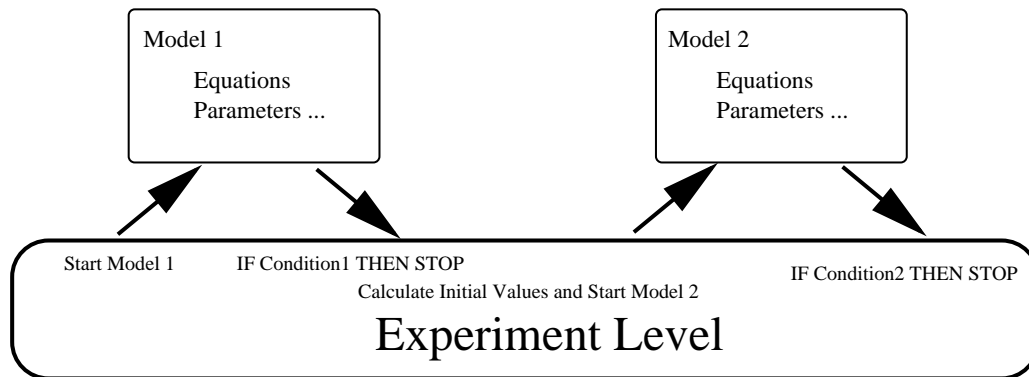 Model 1
Equations
Parameters ...
Model 2
Equations
Parameters ...
Start Model 1
IF Condition1 THEN STOP
Calculate Initial Values and Start Model 2
IF Condition2 THEN STOP
Experiment Level